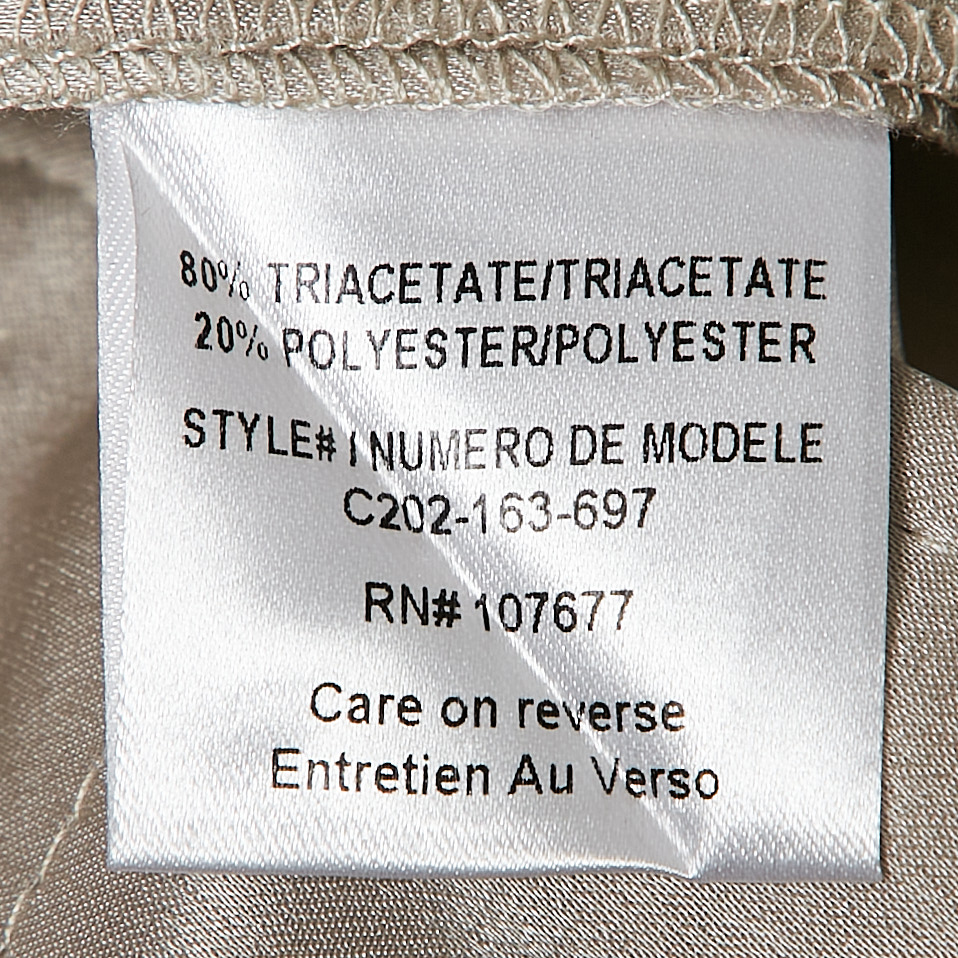 80% TRIACETATE/TRIACETATE
20% POLYESTER/POLYESTER
STYLE# / NUMERO DE MODELE
C202-163-697
RN# 107677
Care on reverse
Entretien Au Verso